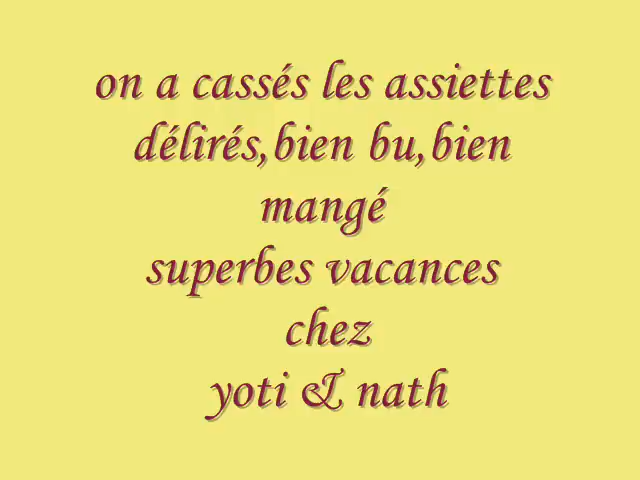 on a cassés les assiettes
délirés,bien bu,bien
mangé
superbes vacances
chez
yoti & nath